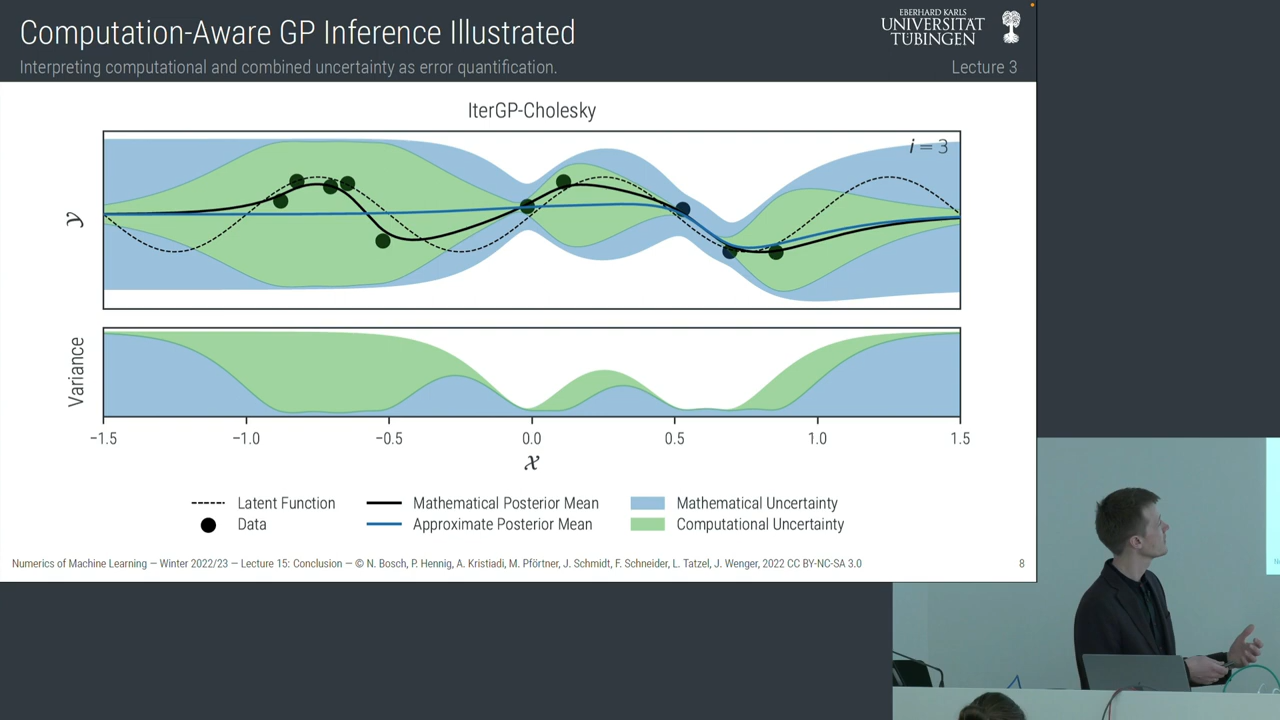 Computation-Aware GP Inference Illustrated
Interpreting computational and combined uncertainty as error quantification.
EBERHARD KARLS
UNIVERSITÄT
TÜBINGEN
Lecture 3
IterGP-Cholesky
i = 3
𝒴
Variance
−1.5 −1.0 −0.5 0.0 0.5 1.0 1.5
𝒳
Latent Function
Data
Mathematical Posterior Mean
Approximate Posterior Mean
Mathematical Uncertainty
Computational Uncertainty
Numerics of Machine Learning — Winter 2022/23 — Lecture 15: Conclusion — © N. Bosch, P. Hennig, A. Kristiadi, M. Pförtner, J. Schmidt, F. Schneider, L. Tatzel, J. Wenger, 2022 CC BY-NC-SA 3.0
8